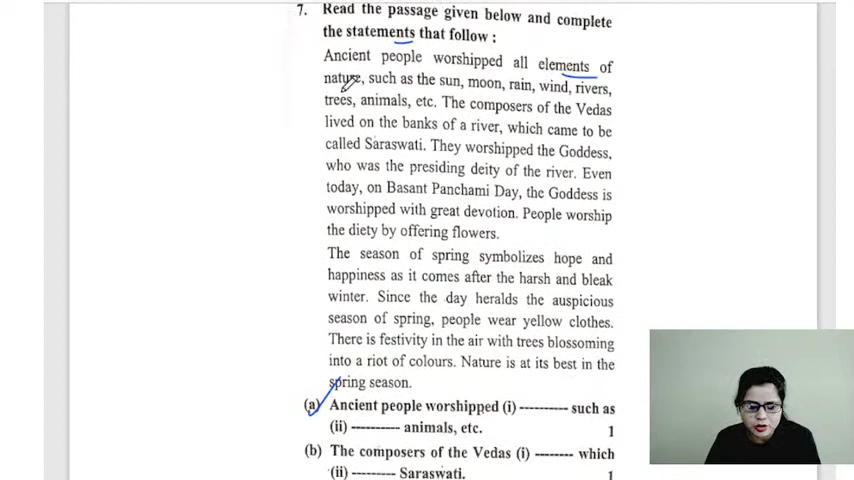 7. Read the passage given below and complete
the statements that follow :
Ancient people worshipped all elements of
nature, such as the sun, moon, rain, wind, rivers,
trees, animals, etc. The composers of the Vedas
lived on the banks of a river, which came to be
called Saraswati. They worshipped the Goddess,
who was the presiding deity of the river. Even
today, on Basant Panchami Day, the Goddess is
worshipped with great devotion. People worship
the diety by offering flowers.
The season of spring symbolizes hope and
happiness as it comes after the harsh and bleak
winter. Since the day heralds the auspicious
season of spring, people wear yellow clothes.
There is festivity in the air with trees blossoming
into a riot of colours. Nature is at its best in the
spring season.
(a) Ancient people worshipped (i) ---------- such as
(ii) ---------- animals, etc. 1
(b) The composers of the Vedas (i) -------- which
(ii) -------- Saraswati. 1